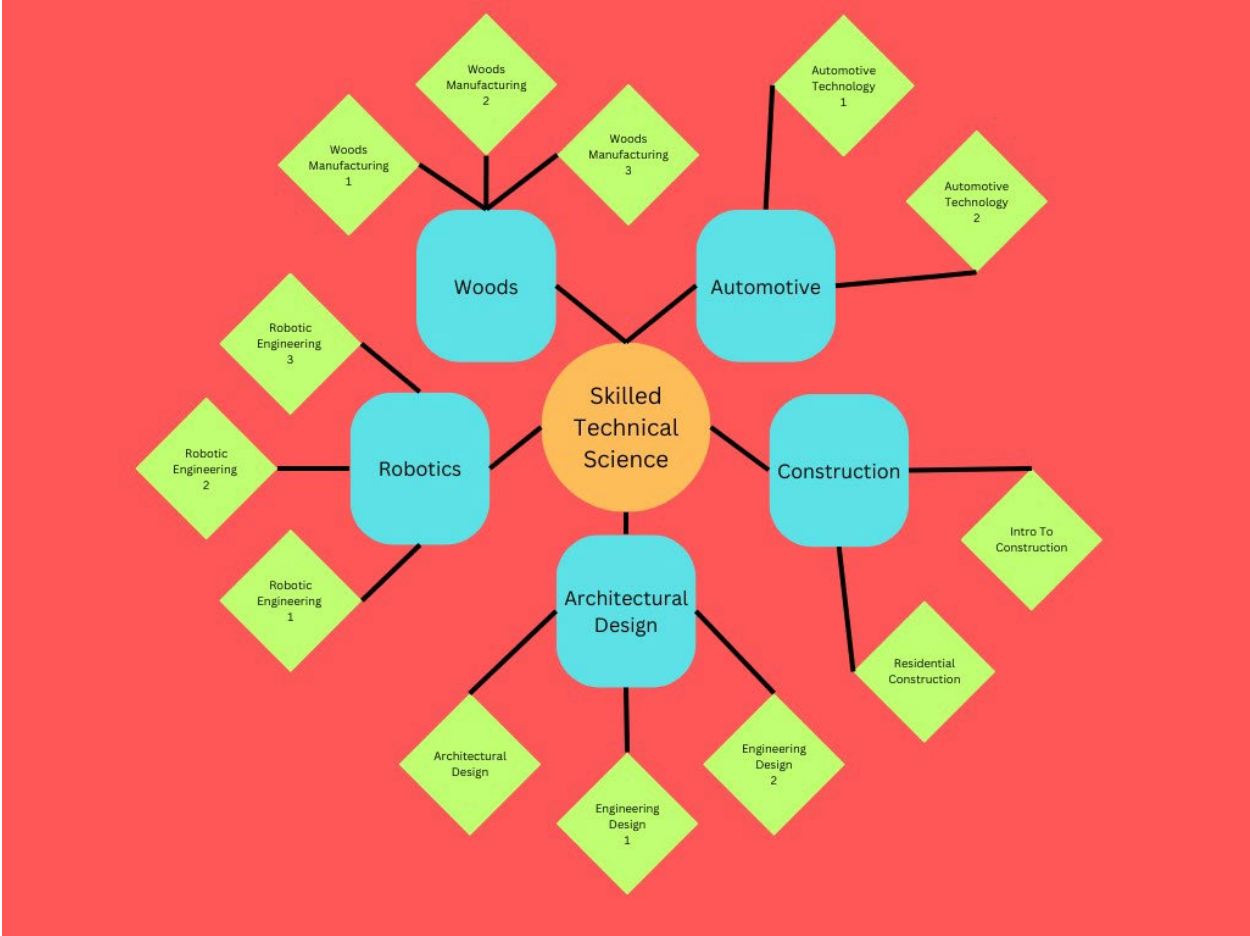 Woods
Manufacturing
2
Automotive
Technology
1
Woods
Manufacturing
1
Woods
Manufacturing
3
Automotive
Technology
2
Woods
Automotive
Robotic
Engineering
3
Skilled
Technical
Science
Robotic
Engineering
2
Robotics
Construction
Intro To
Construction
Robotic
Engineering
1
Architectural
Design
Residential
Construction
Architectural
Design
Engineering
Design
1
Engineering
Design
2